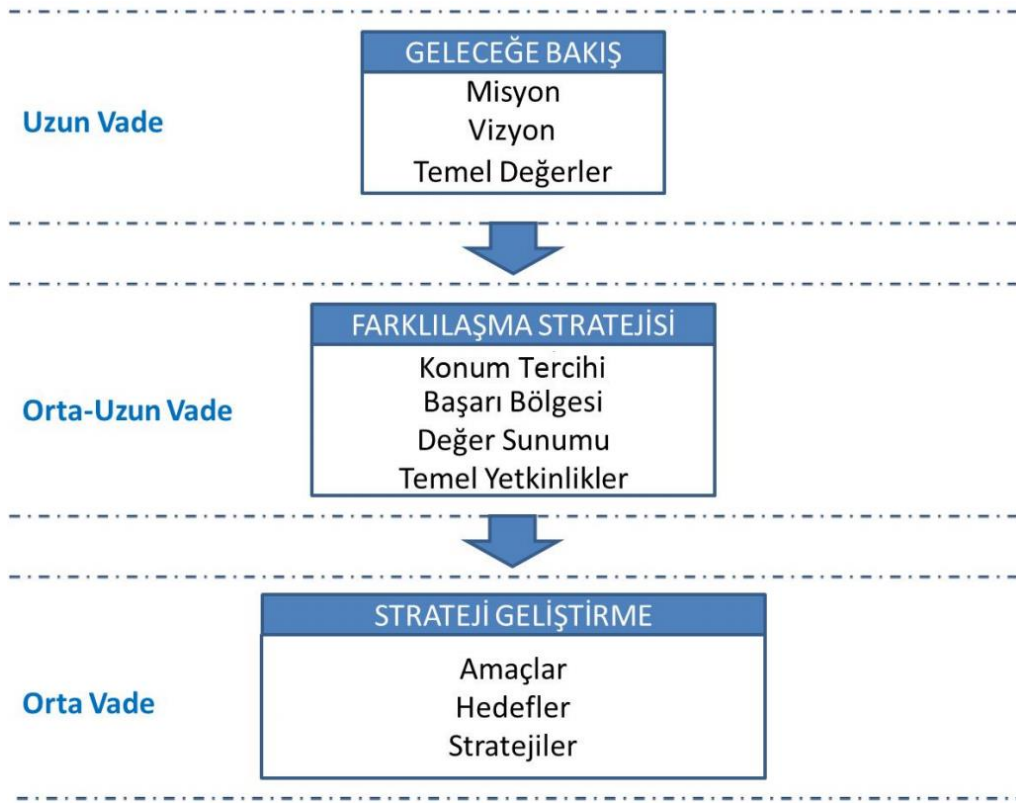 GELECEĞE BAKIŞ
Misyon
Vizyon
Temel Değerler
Uzun Vade
FARKLILAŞMA STRATEJİSİ
Konum Tercihi
Başarı Bölgesi
Değer Sunumu
Temel Yetkinlikler
Orta-Uzun Vade
STRATEJİ GELİŞTİRME
Amaçlar
Hedefler
Stratejiler
Orta Vade